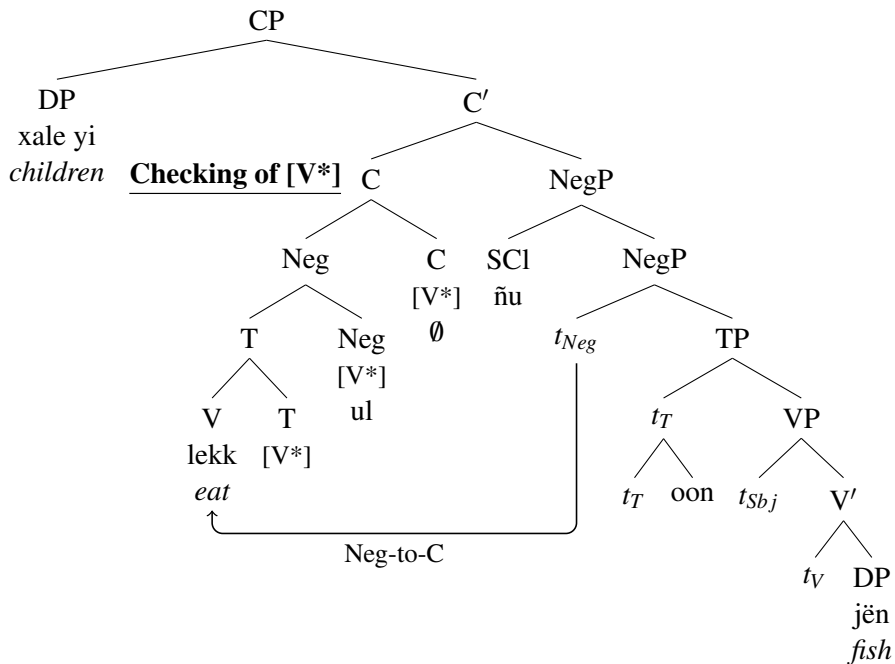 CP
DP C′
xale yi
children Checking of [V*] C NegP
Neg C SCl NegP
[V*] ñu
∅
T Neg t_Neg TP
[V*]
ul
V T t_T VP
lekk [V*]
eat t_T oon t_Sbj V′
Neg-to-C
t_V DP
jën
fish